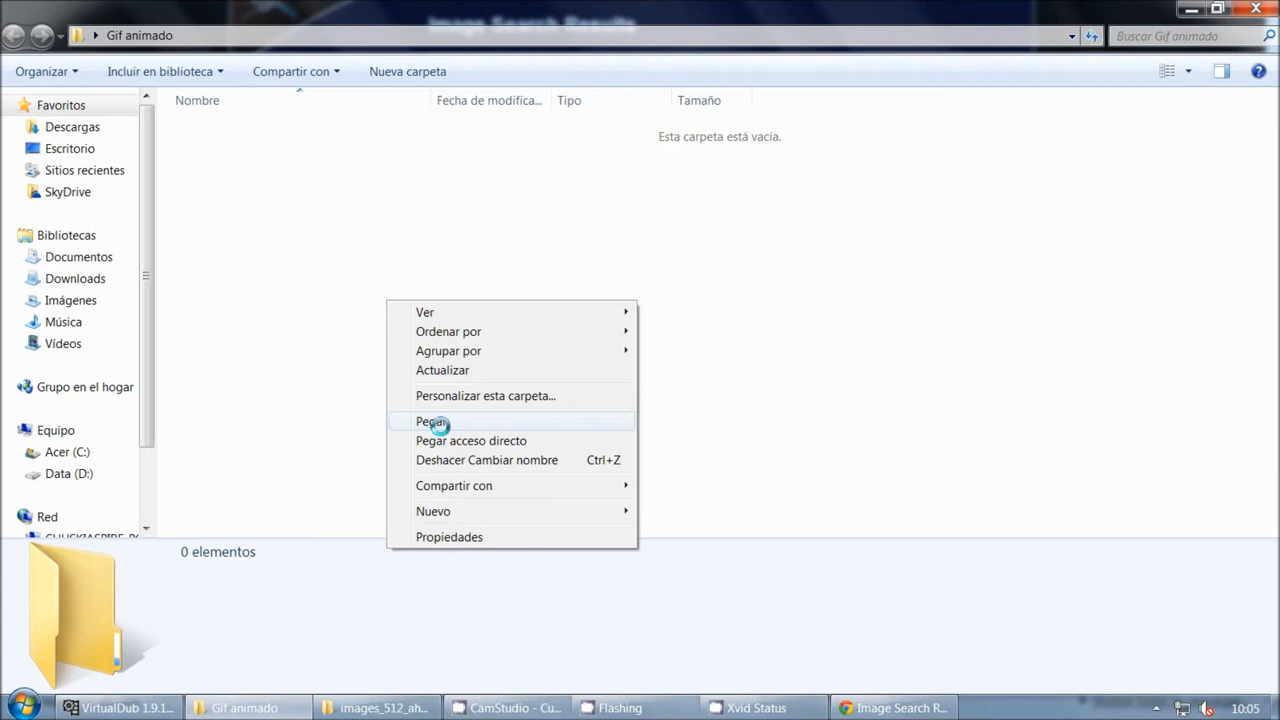 Image Search Results
Gif animado
Buscar Gif animado
Organizar
Incluir en biblioteca
Compartir con
Nueva carpeta
Favoritos
Descargas
Escritorio
Sitios recientes
SkyDrive
Bibliotecas
Documentos
Downloads
Imágenes
Música
Vídeos
Grupo en el hogar
Equipo
Acer (C:)
Data (D:)
Red
Nombre
Fecha de modifica...
Tipo
Tamaño
Esta carpeta está vacía.
Ver
Ordenar por
Agrupar por
Actualizar
Personalizar esta carpeta...
Pegar
Pegar acceso directo
Deshacer Cambiar nombre Ctrl+Z
Compartir con
Nuevo
Propiedades
0 elementos
VirtualDub 1.9.1...
Gif animado
images_512_ah...
CamStudio - Cu...
Flashing
Xvid Status
Image Search R...
10:05